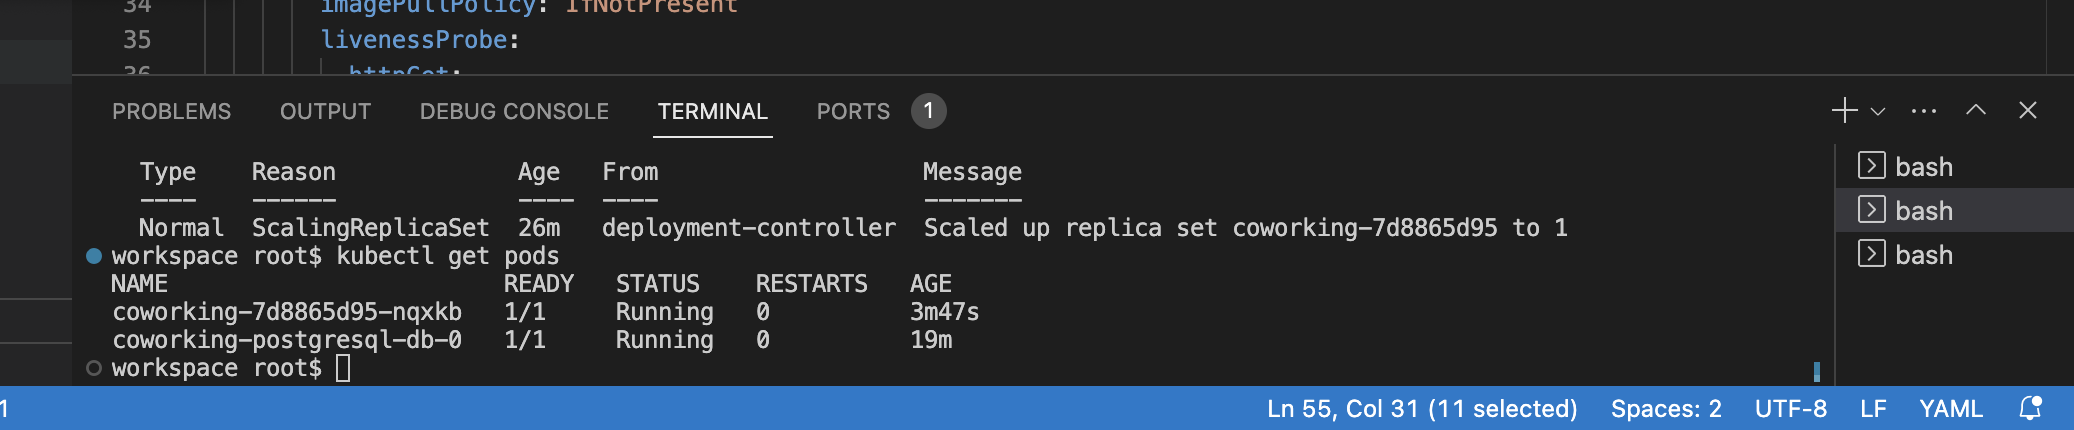 34 imagePullPolicy: IfNotPresent
35 livenessProbe:
36 httpGet:
PROBLEMS OUTPUT DEBUG CONSOLE TERMINAL PORTS 1
Type Reason Age From Message
---- ------ ---- ---- -------
Normal ScalingReplicaSet 26m deployment-controller Scaled up replica set coworking-7d8865d95 to 1
workspace root$ kubectl get pods
NAME READY STATUS RESTARTS AGE
coworking-7d8865d95-nqxkb 1/1 Running 0 3m47s
coworking-postgresql-db-0 1/1 Running 0 19m
workspace root$
bash
bash
bash
1 Ln 55, Col 31 (11 selected) Spaces: 2 UTF-8 LF YAML